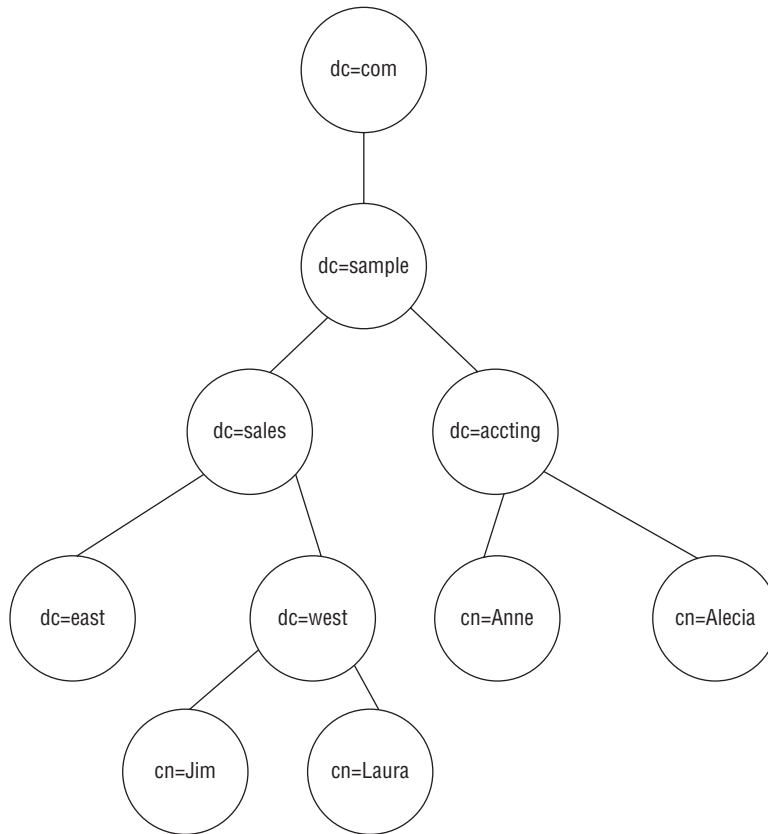 dc=com
dc=sample
dc=sales
dc=accting
dc=east
dc=west
cn=Anne
cn=Alecia
cn=Jim
cn=Laura